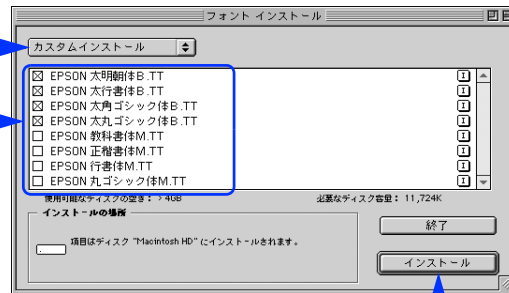 フォント インストール
カスタムインストール
EPSON 太明朝体B.TT
EPSON 太行書体B.TT
EPSON 太角ゴシック体B.TT
EPSON 太丸ゴシック体B.TT
EPSON 教科書体M.TT
EPSON 正楷書体M.TT
EPSON 行書体M.TT
EPSON 丸ゴシック体M.TT
使用可能なディスクの空き： > 4GB 必要なディスク容量： 11,724K
インストールの場所
項目はディスク "Macintosh HD" にインストールされます。
終了
インストール